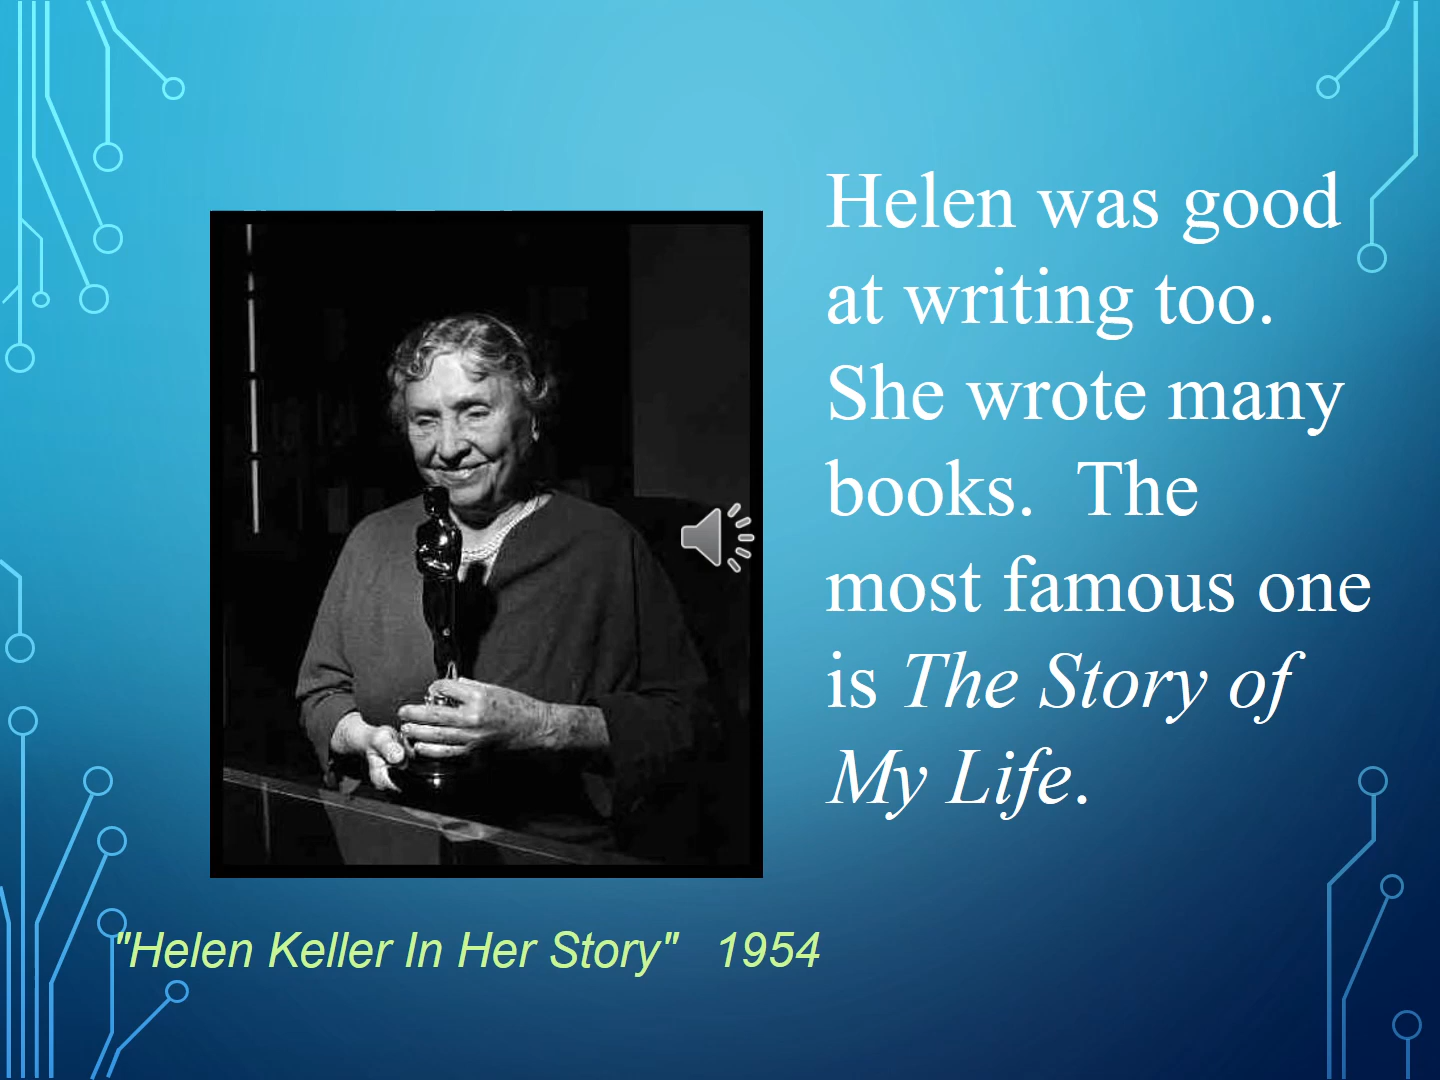 Helen was good
at writing too.
She wrote many
books.  The
most famous one
is The Story of
My Life.
"Helen Keller In Her Story"   1954